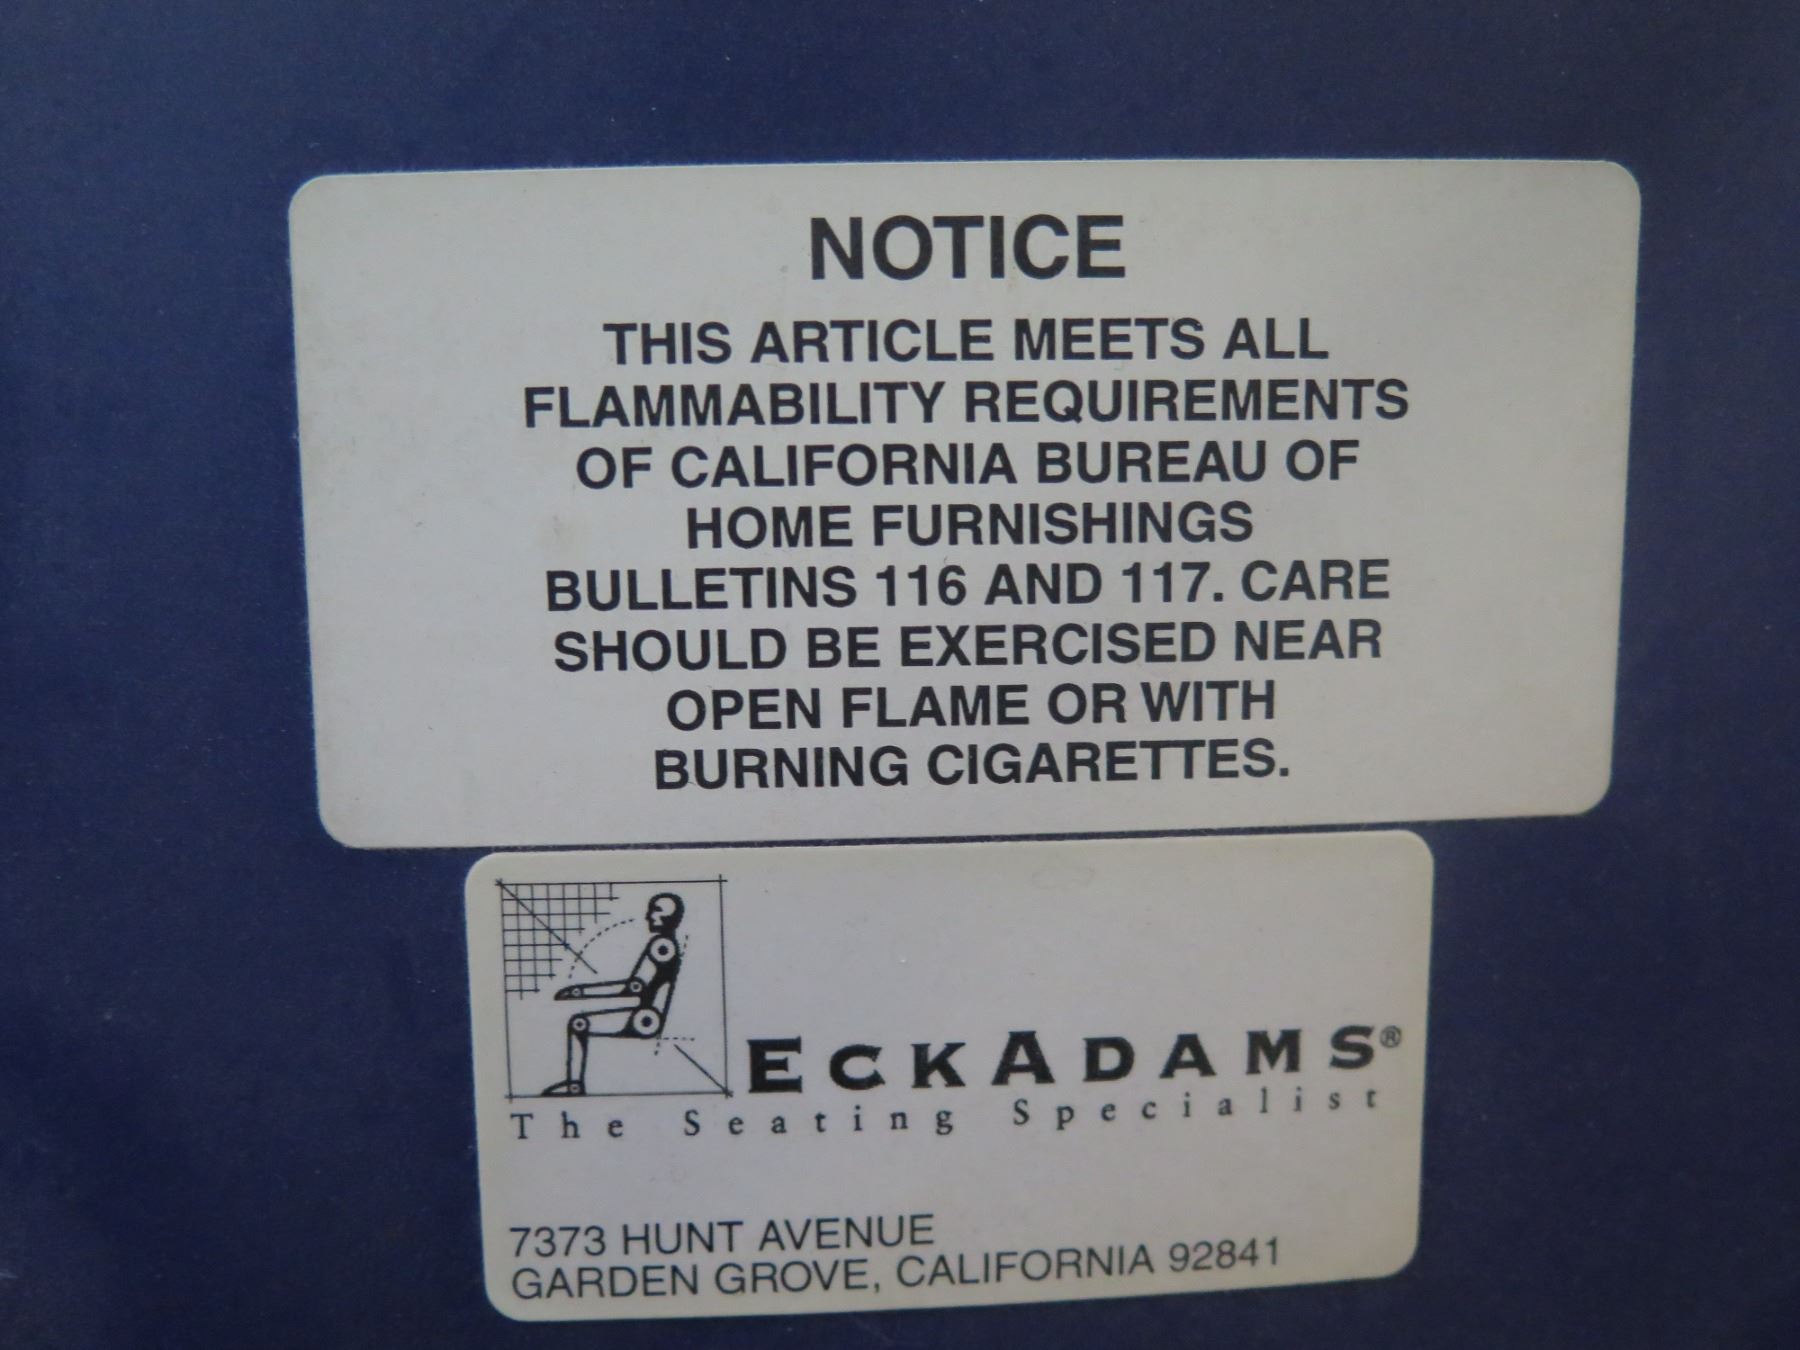 NOTICE
THIS ARTICLE MEETS ALL
FLAMMABILITY REQUIREMENTS
OF CALIFORNIA BUREAU OF
HOME FURNISHINGS
BULLETINS 116 AND 117. CARE
SHOULD BE EXERCISED NEAR
OPEN FLAME OR WITH
BURNING CIGARETTES.
ECKADAMS®
The Seating Specialist
7373 HUNT AVENUE
GARDEN GROVE, CALIFORNIA 92841